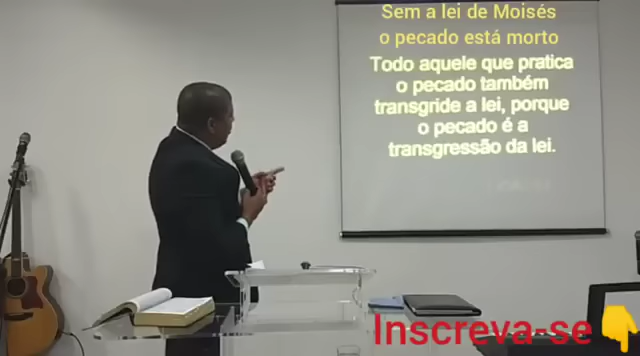 Sem a lei de Moisés
o pecado está morto
Todo aquele que pratica
o pecado também
transgride a lei, porque
o pecado é a
transgressão da lei.
Inscreva-se